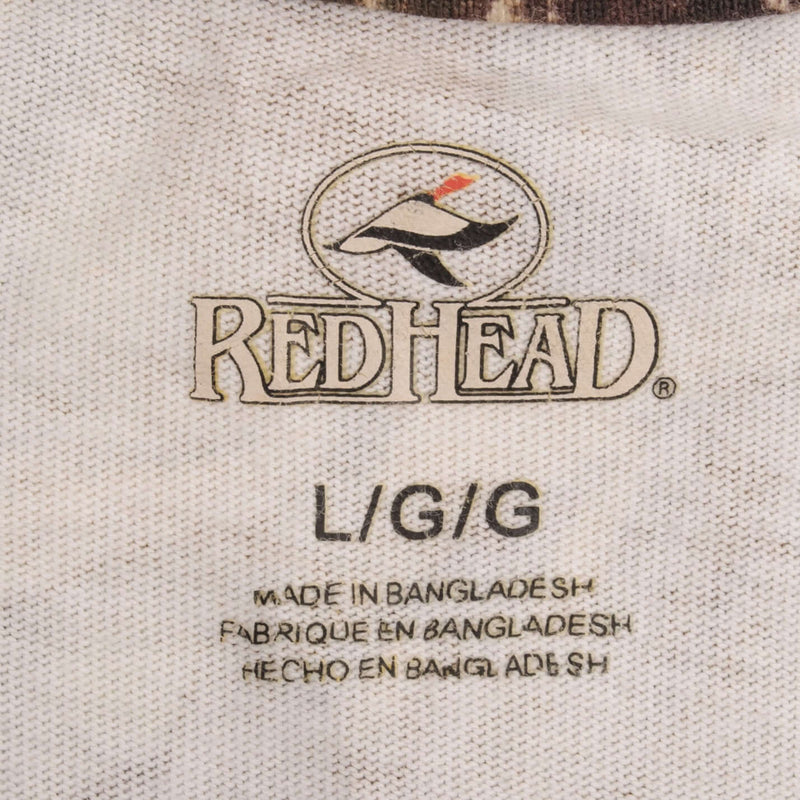 REDHEAD®
L/G/G
MADE IN BANGLADESH
FABRIQUE EN BANGLADESH
HECHO EN BANGLADESH